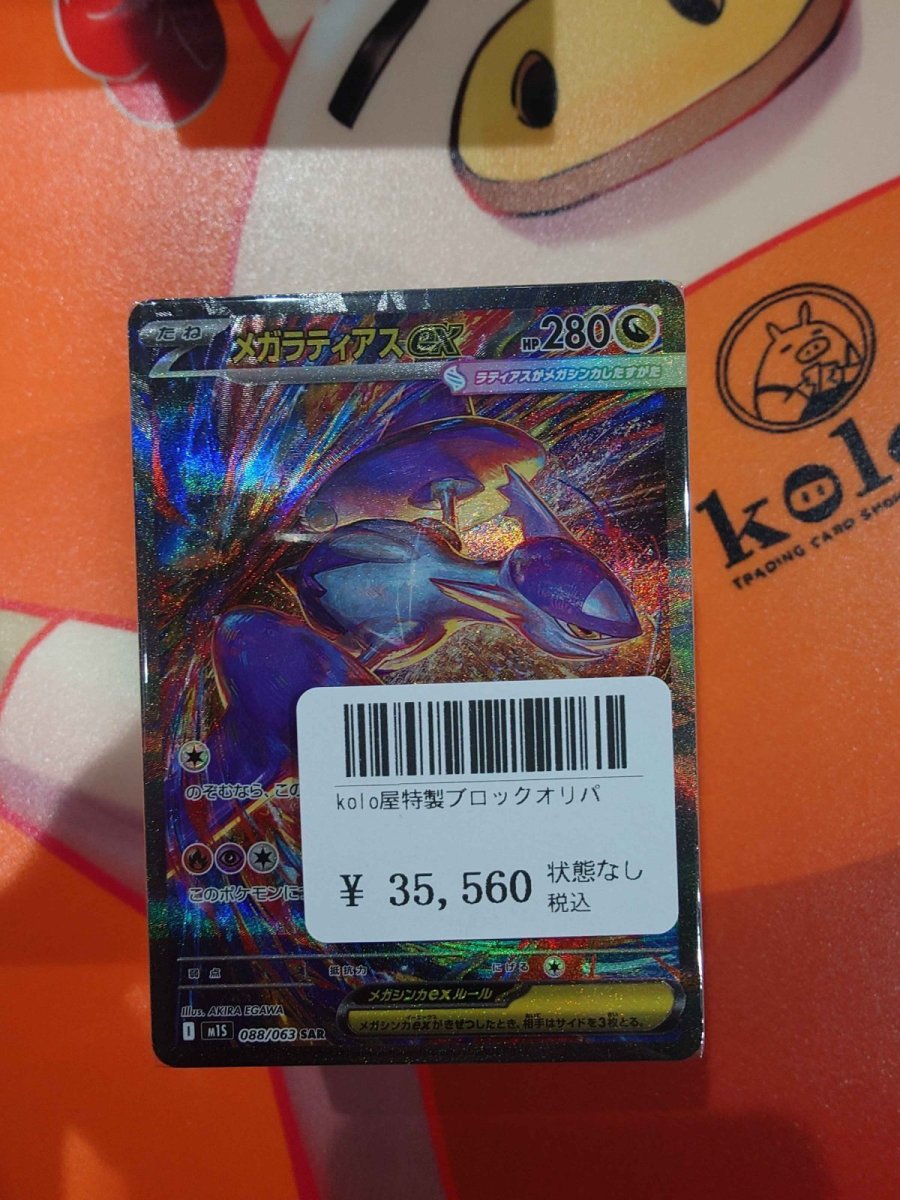 たね
メガラティアスex
HP280
ラティアスがメガシンカしたすがた
kolo
TRADING CARD SHOP
のぞむなら、この
kolo屋特製ブロックオリパ
¥ 35,560
状態なし
税込
このポケモンに
弱点 抵抗力 にげる
Illus. AKIRA EGAWA
メガシンカexルール
メガシンカexがきぜつしたとき、相手はサイドを3枚とる。
I M1S 088/063 SAR